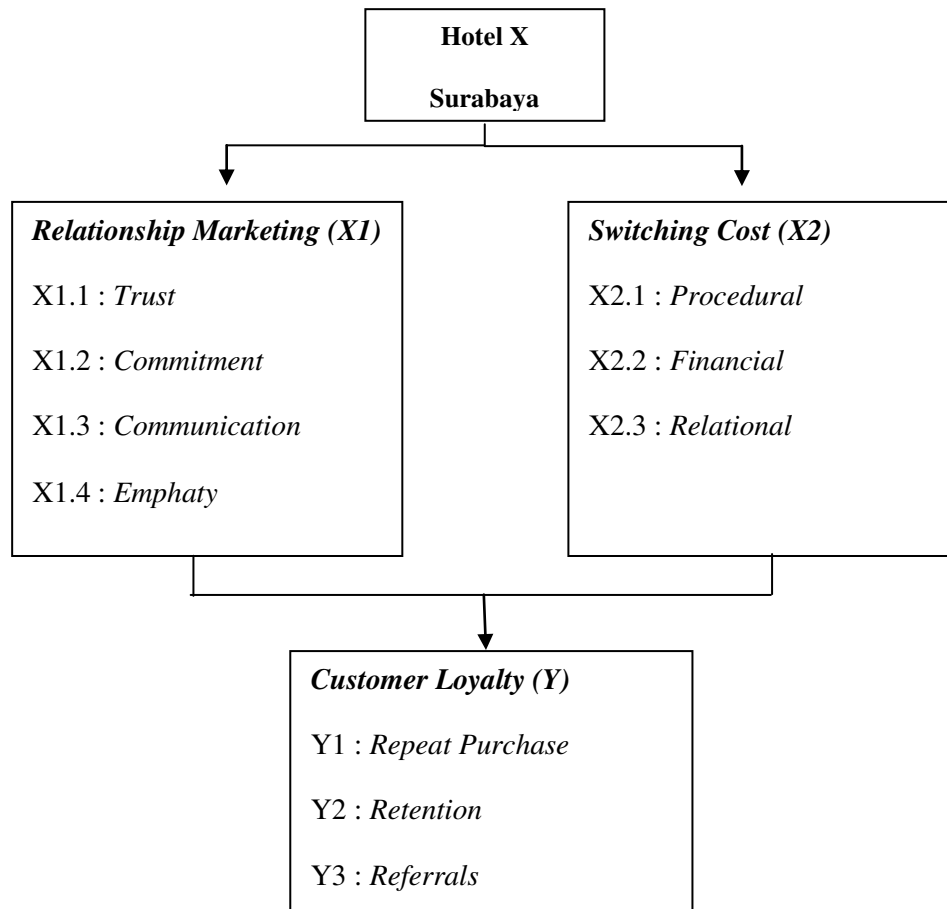 Hotel X
Surabaya
Relationship Marketing (X1)
X1.1 : Trust
X1.2 : Commitment
X1.3 : Communication
X1.4 : Emphaty
Switching Cost (X2)
X2.1 : Procedural
X2.2 : Financial
X2.3 : Relational
Customer Loyalty (Y)
Y1 : Repeat Purchase
Y2 : Retention
Y3 : Referrals